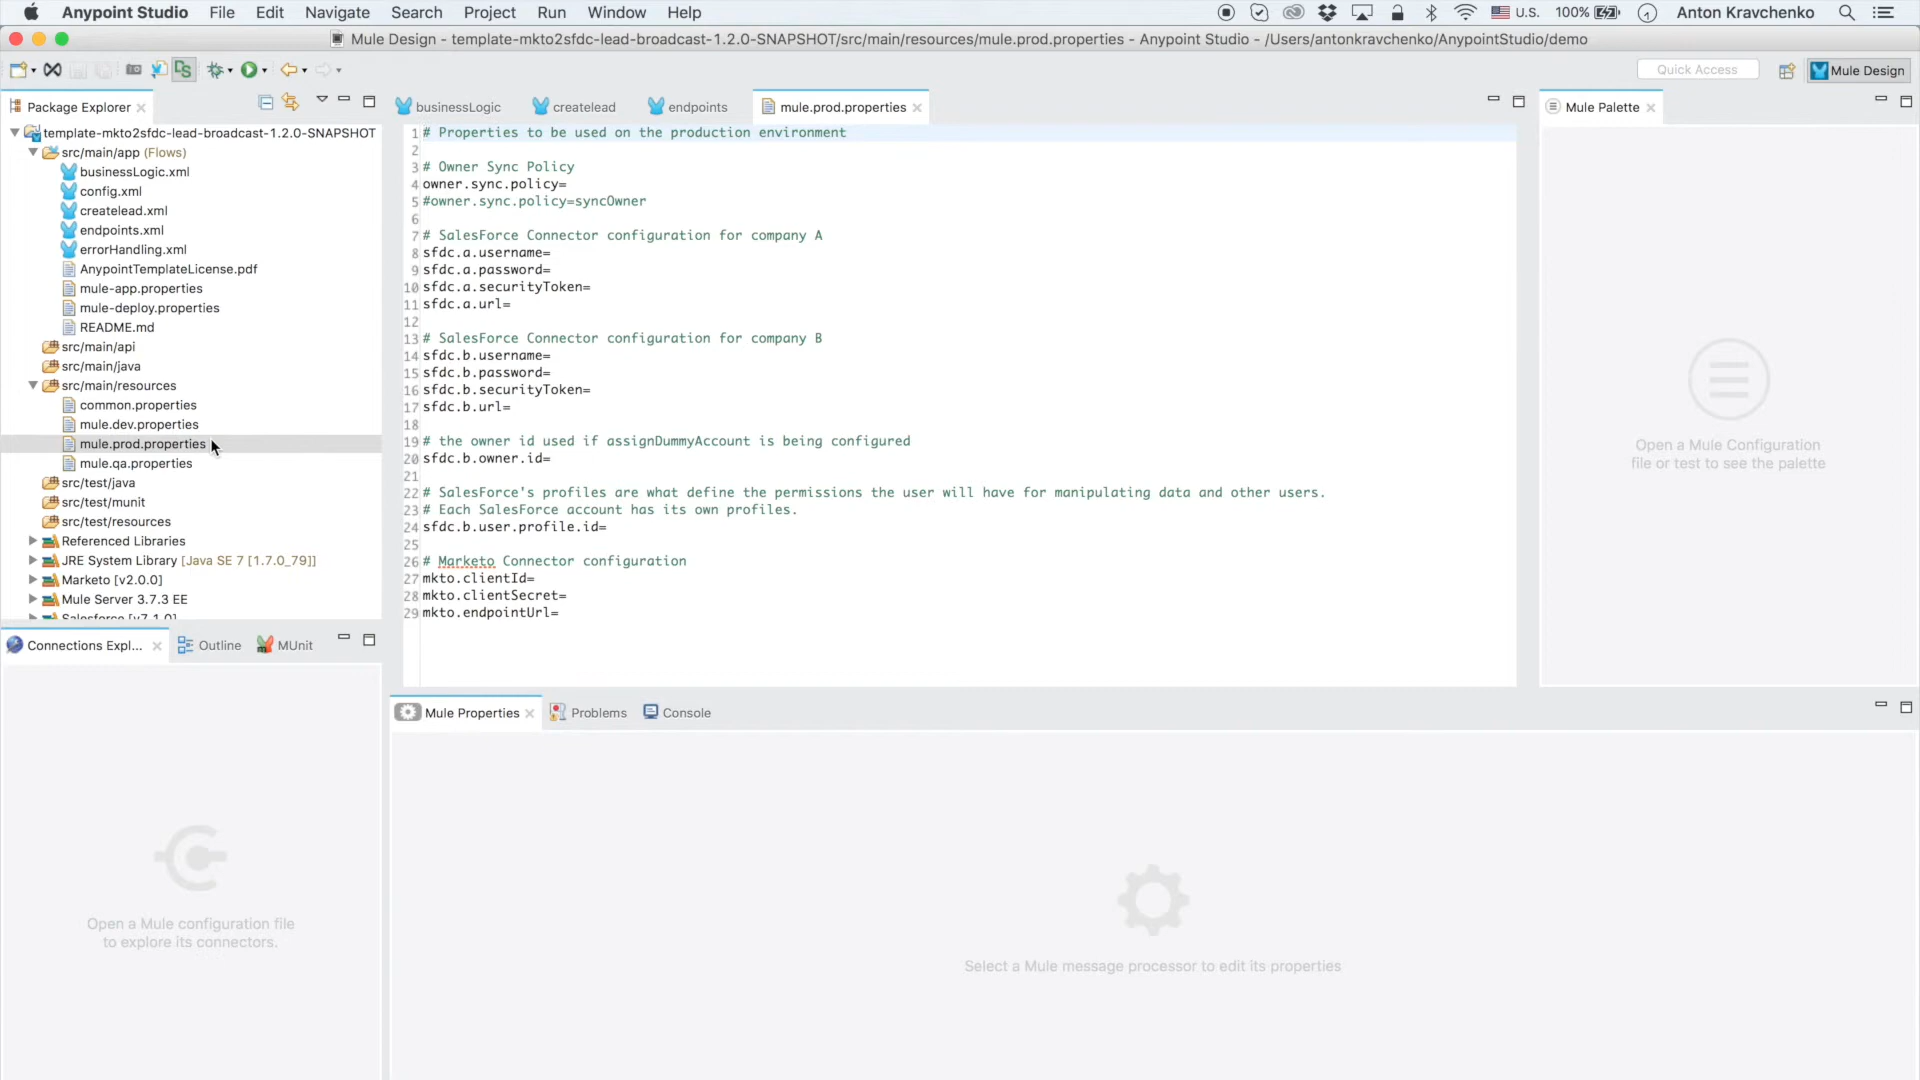 Anypoint Studio File Edit Navigate Search Project Run Window Help U.S. 100% Anton Kravchenko
Mule Design - template-mkto2sfdc-lead-broadcast-1.2.0-SNAPSHOT/src/main/resources/mule.prod.properties - Anypoint Studio - /Users/antonkravchenko/AnypointStudio/demo
Quick Access Mule Design
Package Explorer
template-mkto2sfdc-lead-broadcast-1.2.0-SNAPSHOT
src/main/app (Flows)
businessLogic.xml
config.xml
createlead.xml
endpoints.xml
errorHandling.xml
AnypointTemplateLicense.pdf
mule-app.properties
mule-deploy.properties
README.md
src/main/api
src/main/java
src/main/resources
common.properties
mule.dev.properties
mule.prod.properties
mule.qa.properties
src/test/java
src/test/munit
src/test/resources
Referenced Libraries
JRE System Library [Java SE 7 [1.7.0_79]]
Marketo [v2.0.0]
Mule Server 3.7.3 EE
Salesforce [v7.1.0]
businessLogic createlead endpoints mule.prod.properties
1 # Properties to be used on the production environment
2
3 # Owner Sync Policy
4 owner.sync.policy=
5 #owner.sync.policy=syncOwner
6
7 # SalesForce Connector configuration for company A
8 sfdc.a.username=
9 sfdc.a.password=
10 sfdc.a.securityToken=
11 sfdc.a.url=
12
13 # SalesForce Connector configuration for company B
14 sfdc.b.username=
15 sfdc.b.password=
16 sfdc.b.securityToken=
17 sfdc.b.url=
18
19 # the owner id used if assignDummyAccount is being configured
20 sfdc.b.owner.id=
21
22 # SalesForce's profiles are what define the permissions the user will have for manipulating data and other users.
23 # Each SalesForce account has its own profiles.
24 sfdc.b.user.profile.id=
25
26 # Marketo Connector configuration
27 mkto.clientId=
28 mkto.clientSecret=
29 mkto.endpointUrl=
Mule Palette
Open a Mule Configuration
file or test to see the palette
Connections Expl... Outline MUnit
Open a Mule configuration file
to explore its connectors.
Mule Properties Problems Console
Select a Mule message processor to edit its properties